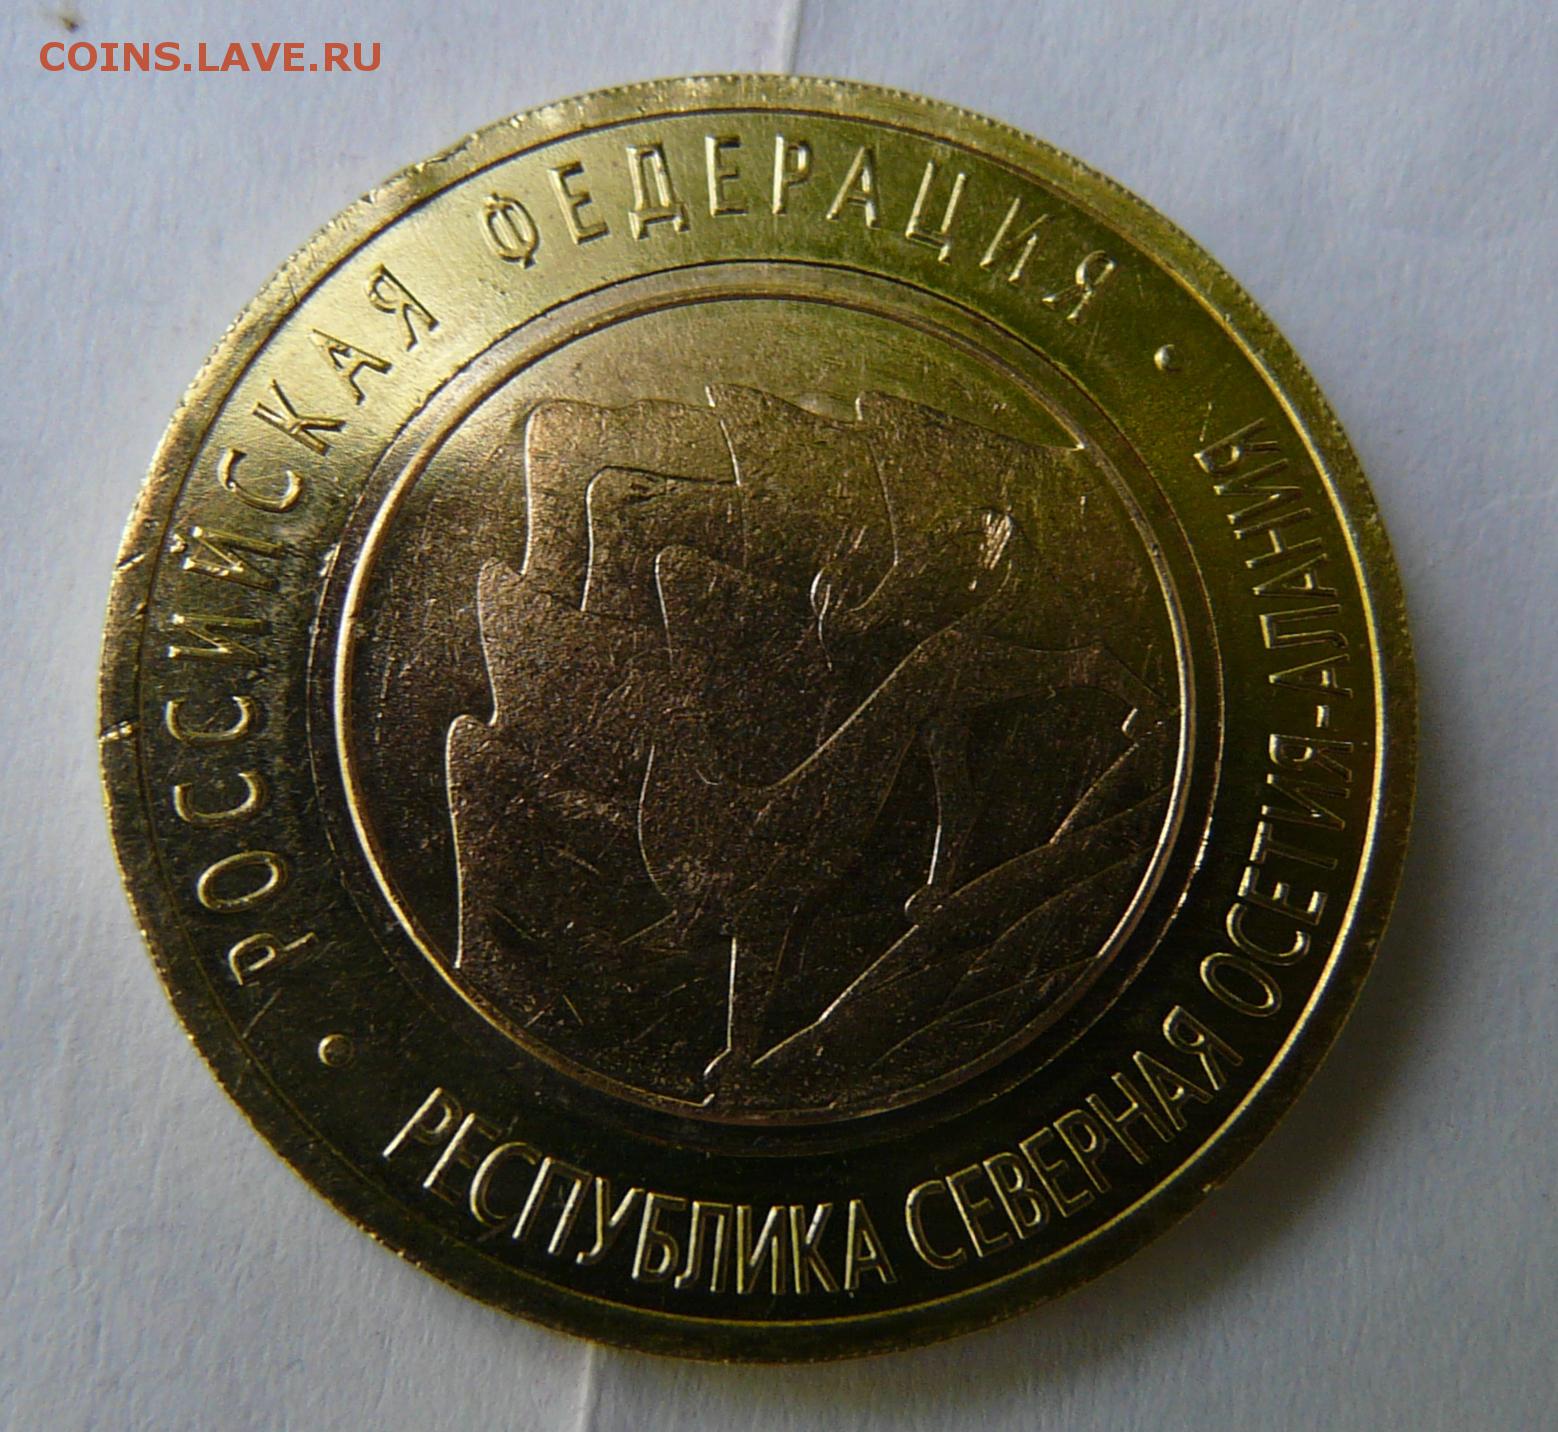 COINS.LAVE.RU
РОССИЙСКАЯ ФЕДЕРАЦИЯ
РЕСПУБЛИКА СЕВЕРНАЯ ОСЕТИЯ-АЛАНИЯ